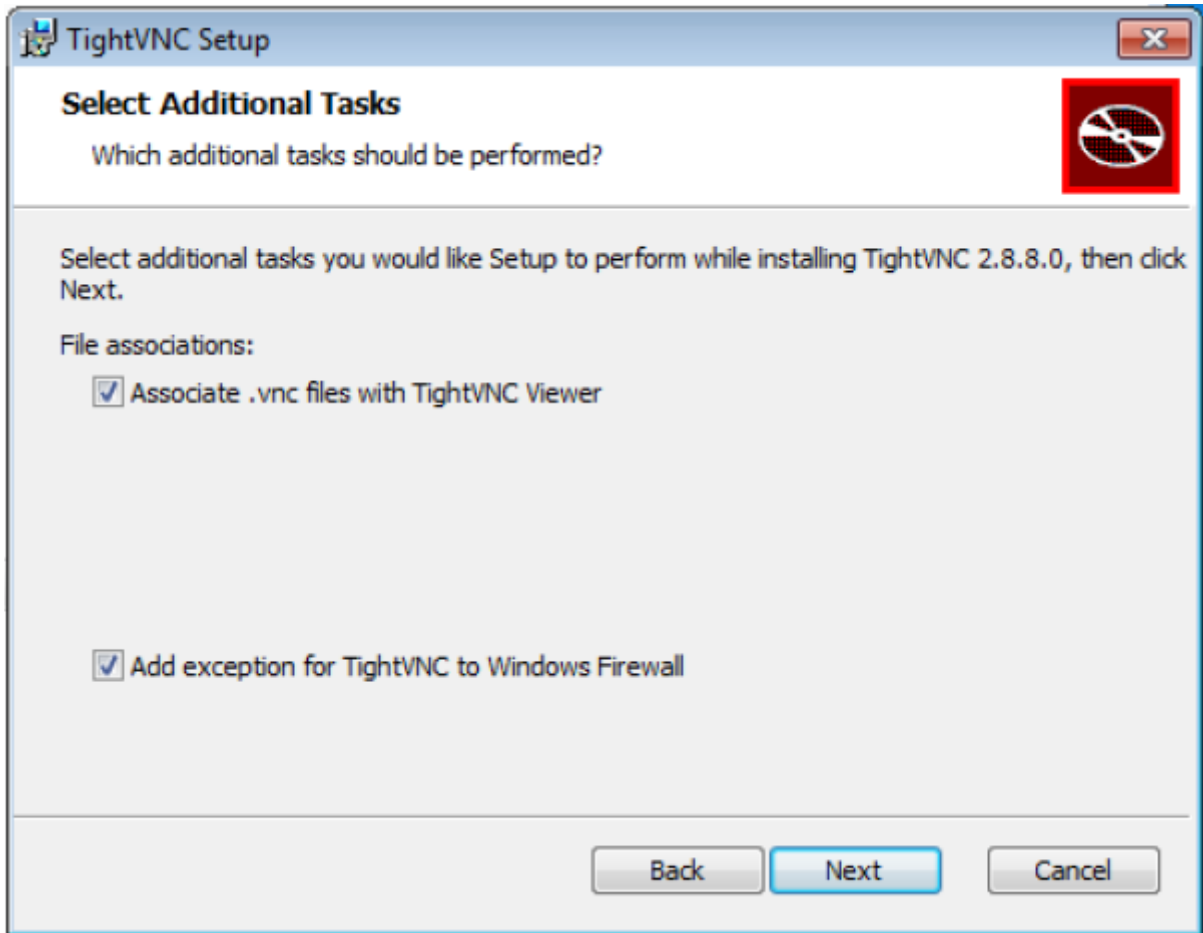 TightVNC Setup
Select Additional Tasks
Which additional tasks should be performed?
Select additional tasks you would like Setup to perform while installing TightVNC 2.8.8.0, then click
Next.
File associations:
Associate .vnc files with TightVNC Viewer
Add exception for TightVNC to Windows Firewall
Back Next Cancel